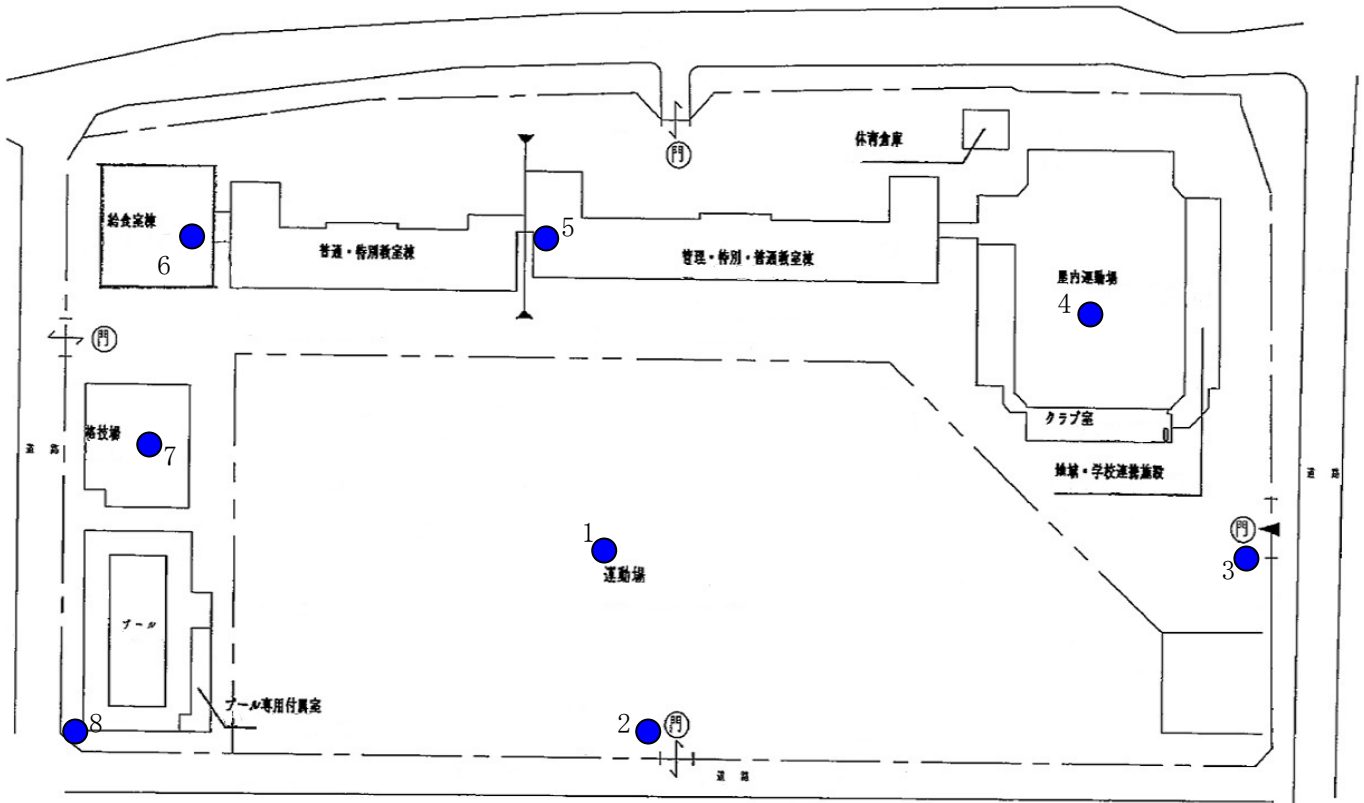 門
体育倉庫
給食室棟
6
普通・特別教室棟
5
管理・特別・普通教室棟
屋内運動場
4
門
格技場
7
クラブ室
地域・学校連携施設
道 路
道 路
門
3
1
運動場
プール
プール専用付属室
8
2
門
道 路